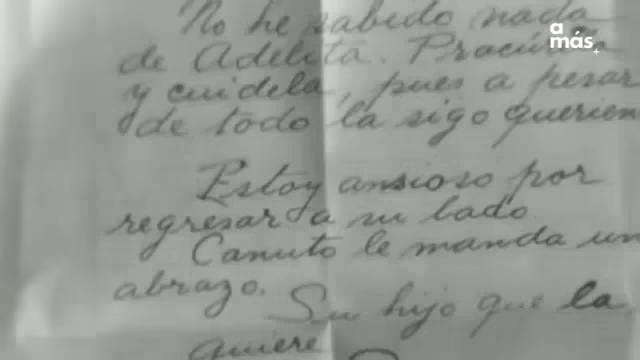 a
más+
No he sabido nada
de Adelita. Procúrela
y cuídela, pues a pesar
de todo la sigo querien
Estoy ansioso por
regresar a su lado.
Canuto le manda un
abrazo.
Su hijo que la
quiere